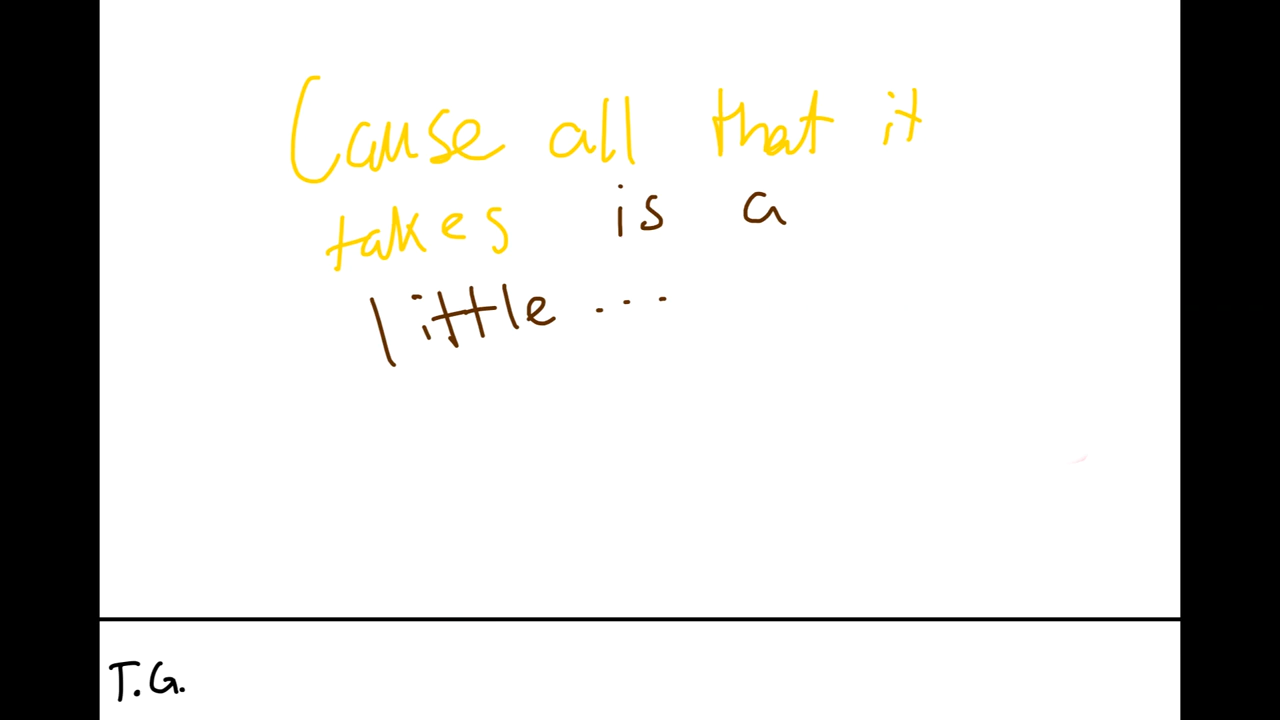 Cause all that it
takes is a
little ...
T.G.